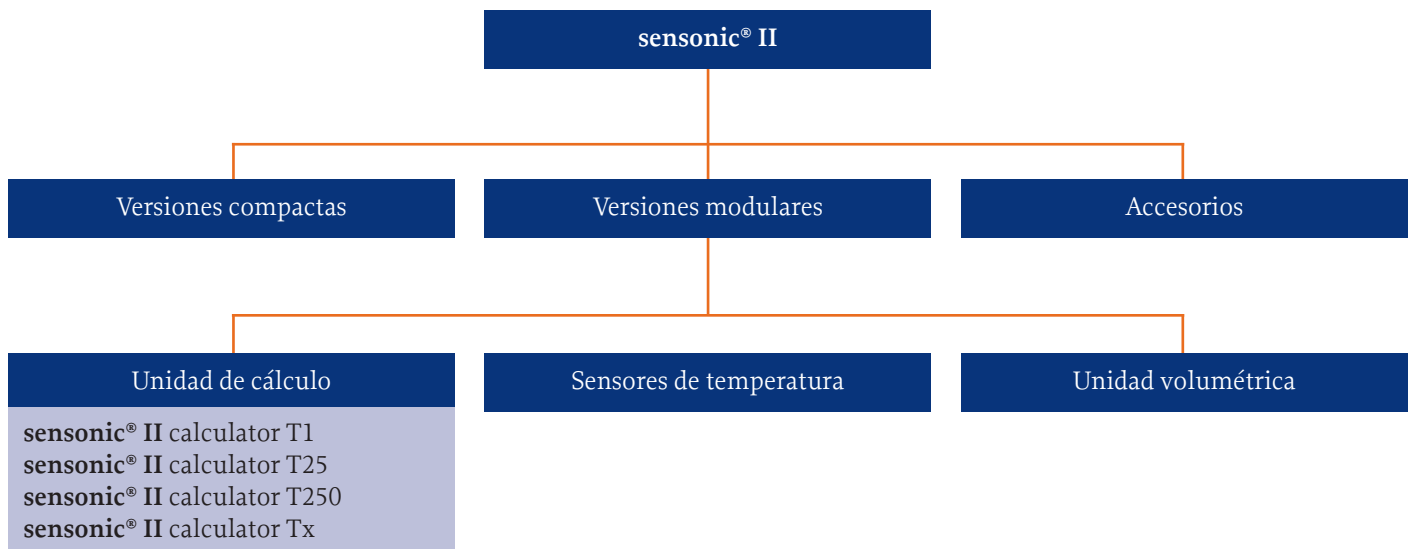 sensonic® II
Versiones compactas
Versiones modulares
Accesorios
Unidad de cálculo
Sensores de temperatura
Unidad volumétrica
sensonic® II calculator T1
sensonic® II calculator T25
sensonic® II calculator T250
sensonic® II calculator Tx